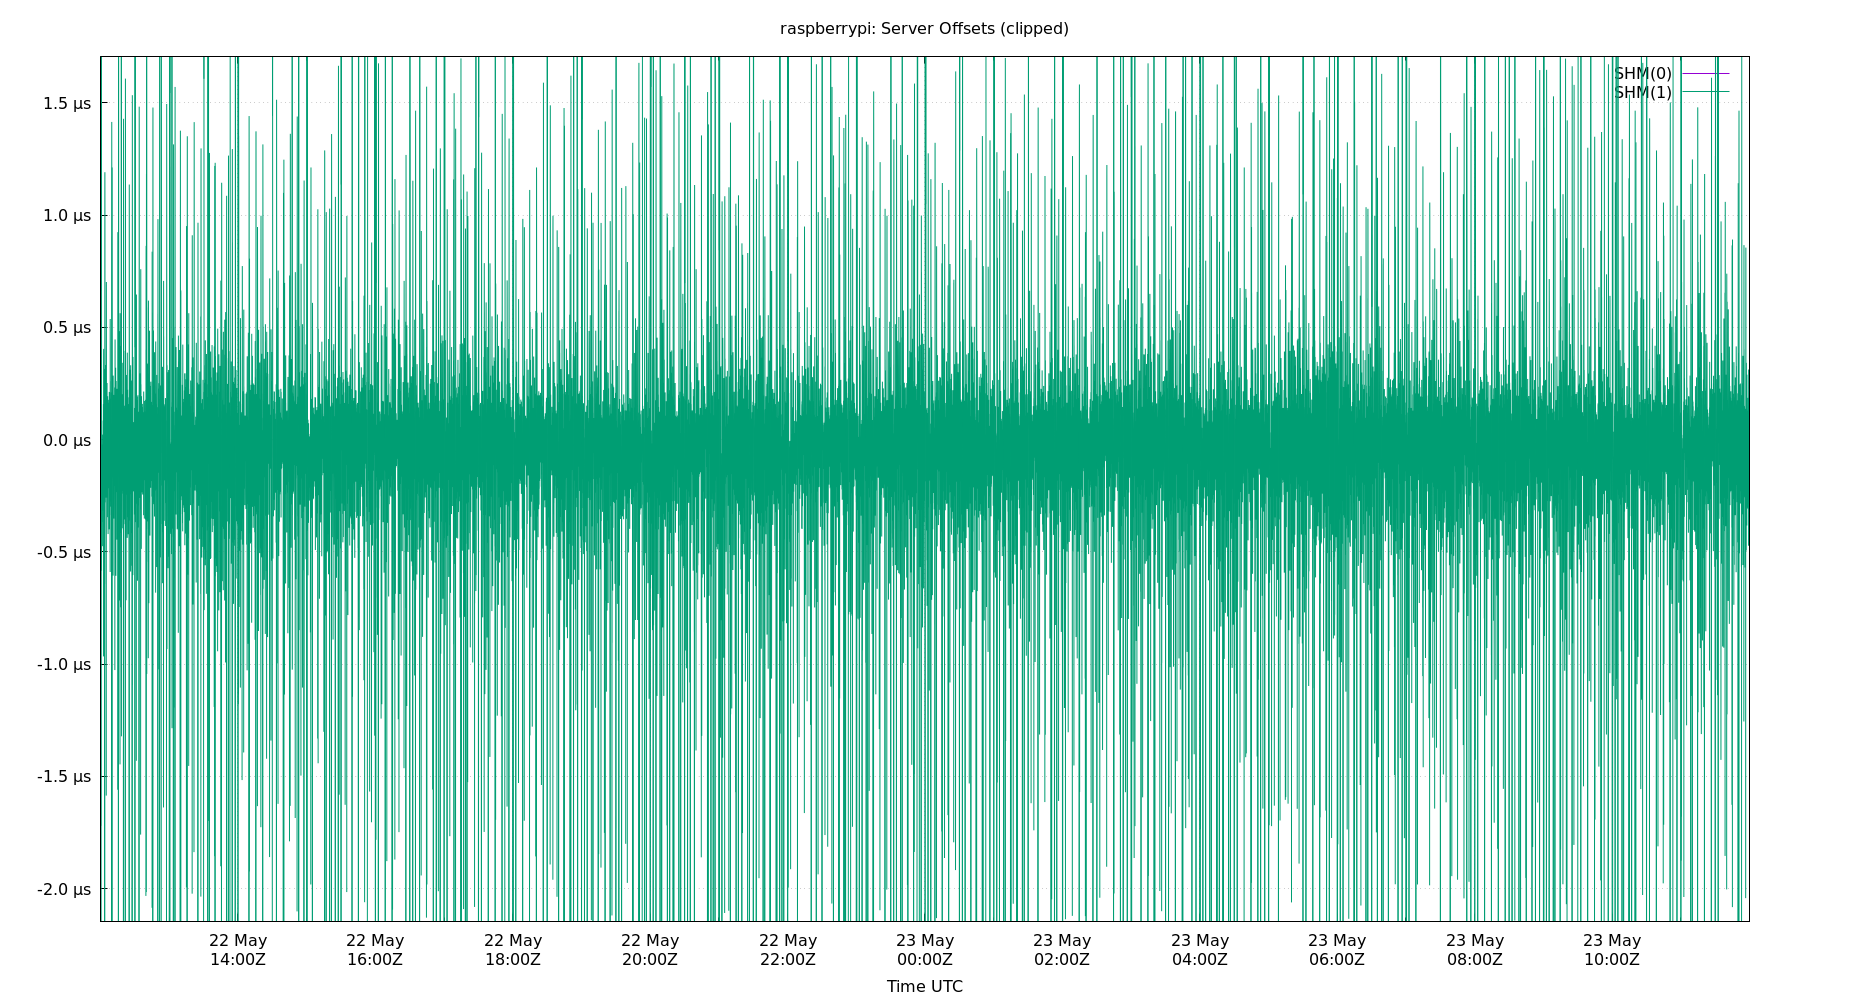 raspberrypi: Server Offsets (clipped)
SHM(0)
SHM(1)
1.5 µs
1.0 µs
0.5 µs
0.0 µs
-0.5 µs
-1.0 µs
-1.5 µs
-2.0 µs
22 May 22 May 22 May 22 May 22 May 23 May 23 May 23 May 23 May 23 May 23 May
14:00Z 16:00Z 18:00Z 20:00Z 22:00Z 00:00Z 02:00Z 04:00Z 06:00Z 08:00Z 10:00Z
Time UTC